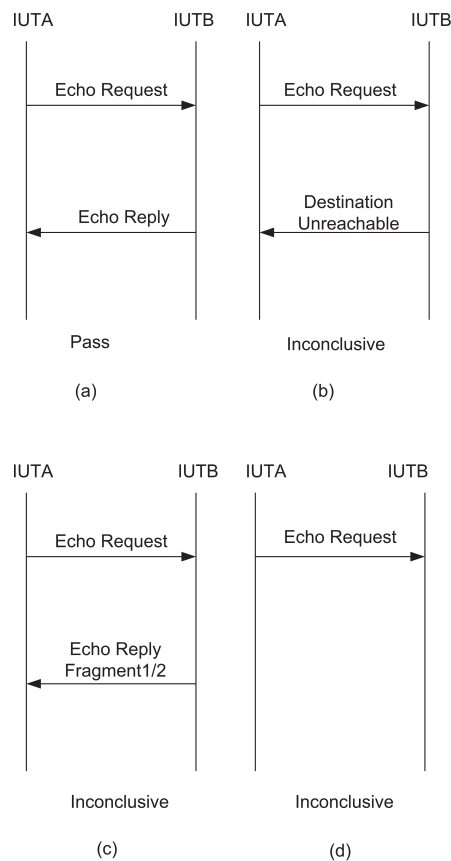 IUTA IUTB IUTA IUTB
Echo Request Echo Request
Echo Reply Destination
Unreachable
Pass Inconclusive
(a) (b)
IUTA IUTB IUTA IUTB
Echo Request Echo Request
Echo Reply
Fragment1/2
Inconclusive Inconclusive
(c) (d)